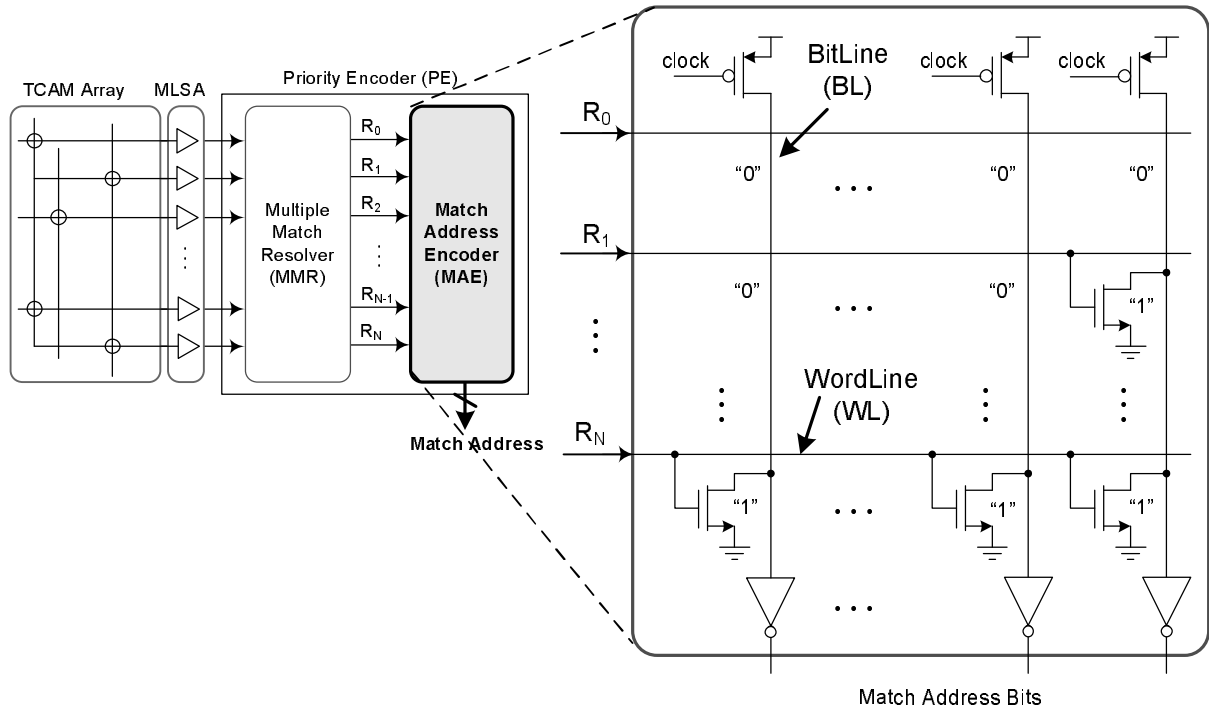 TCAM Array
MLSA
Priority Encoder (PE)
R0
R1
R2
RN-1
RN
Multiple
Match
Resolver
(MMR)
Match
Address
Encoder
(MAE)
Match Address
clock
clock
clock
BitLine
(BL)
R0
"0"
"0"
"0"
R1
"0"
"0"
"1"
WordLine
(WL)
RN
"1"
"1"
"1"
Match Address Bits